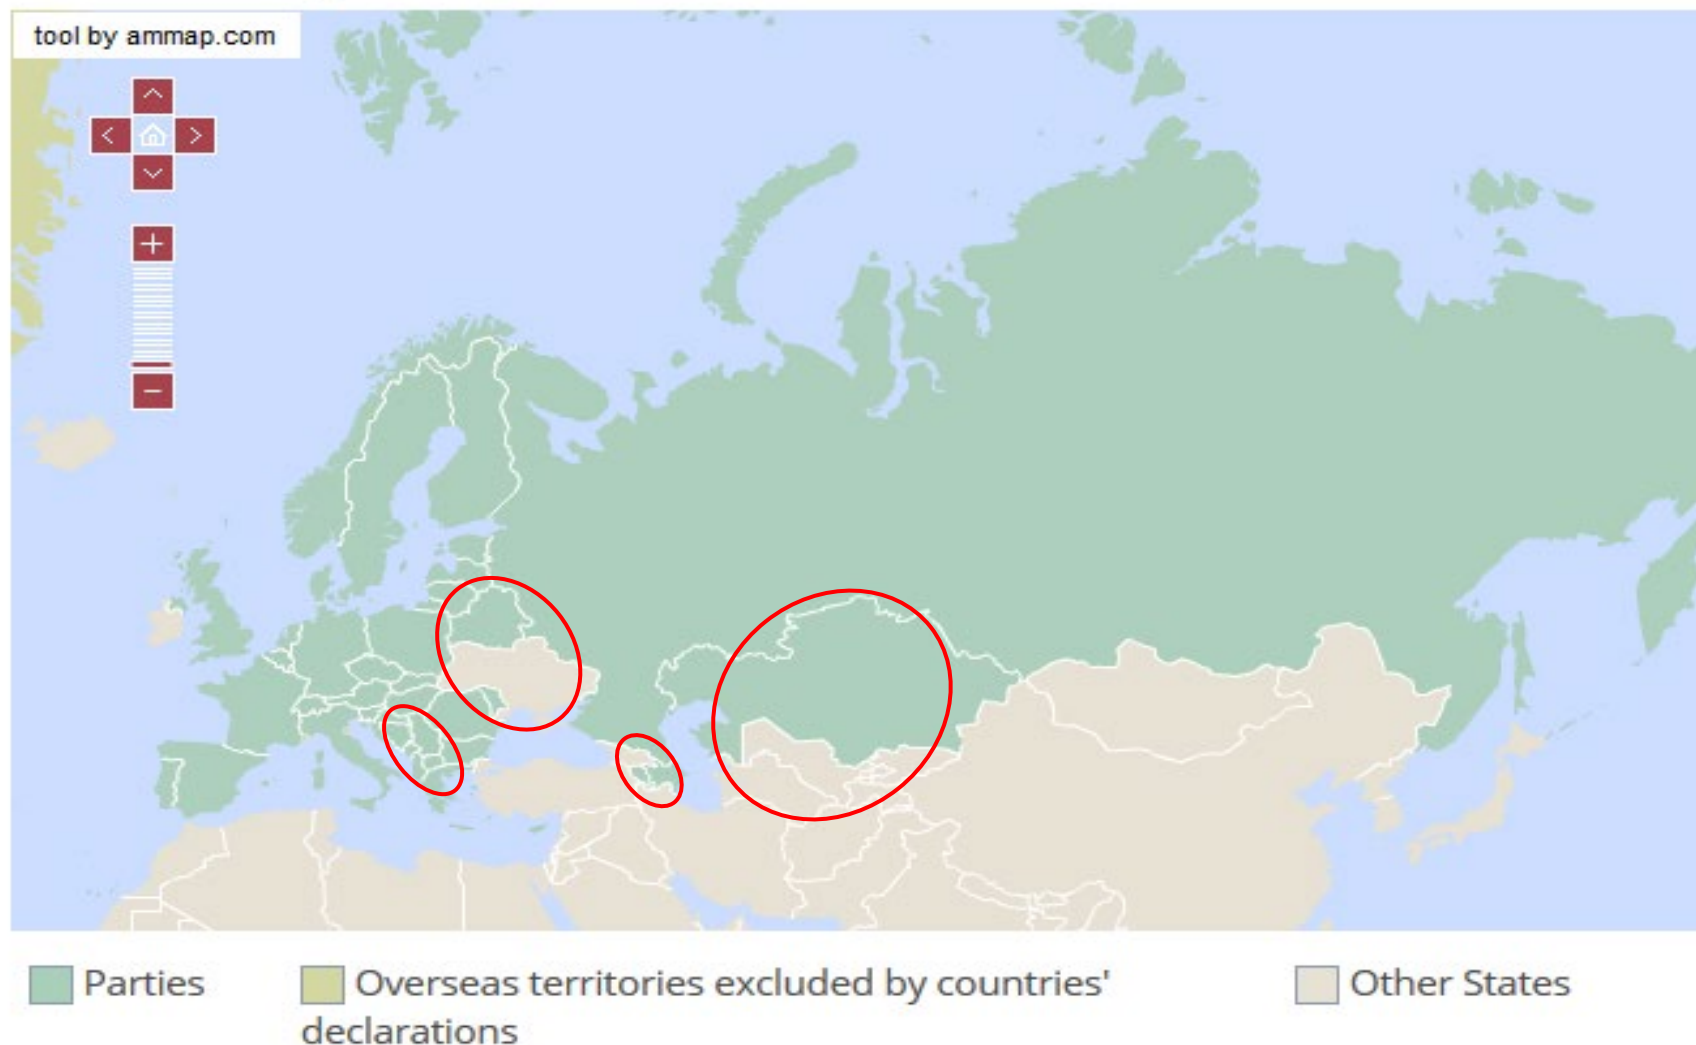 tool by ammap.com
Parties
Overseas territories excluded by countries'
declarations
Other States